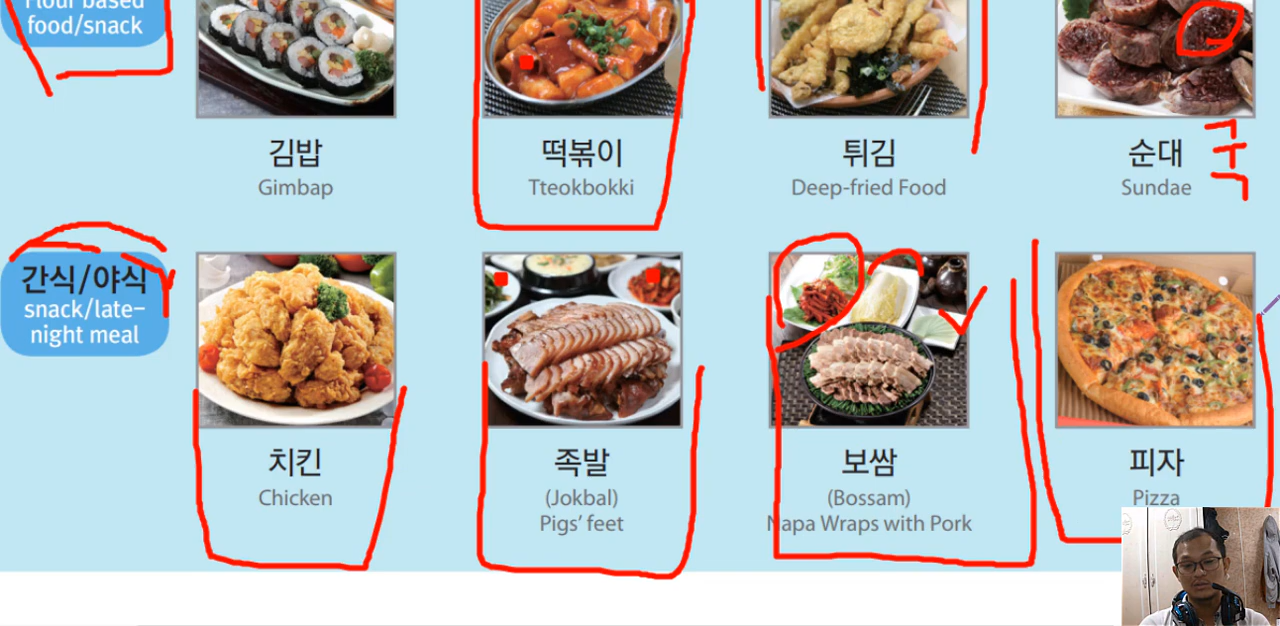 Flour based
food/snack
김밥
Gimbap
떡볶이
Tteokbokki
튀김
Deep-fried Food
순대 국
Sundae
간식/야식
snack/late-
night meal
치킨
Chicken
족발
(Jokbal)
Pigs’ feet
보쌈
(Bossam)
Napa Wraps with Pork
피자
Pizza